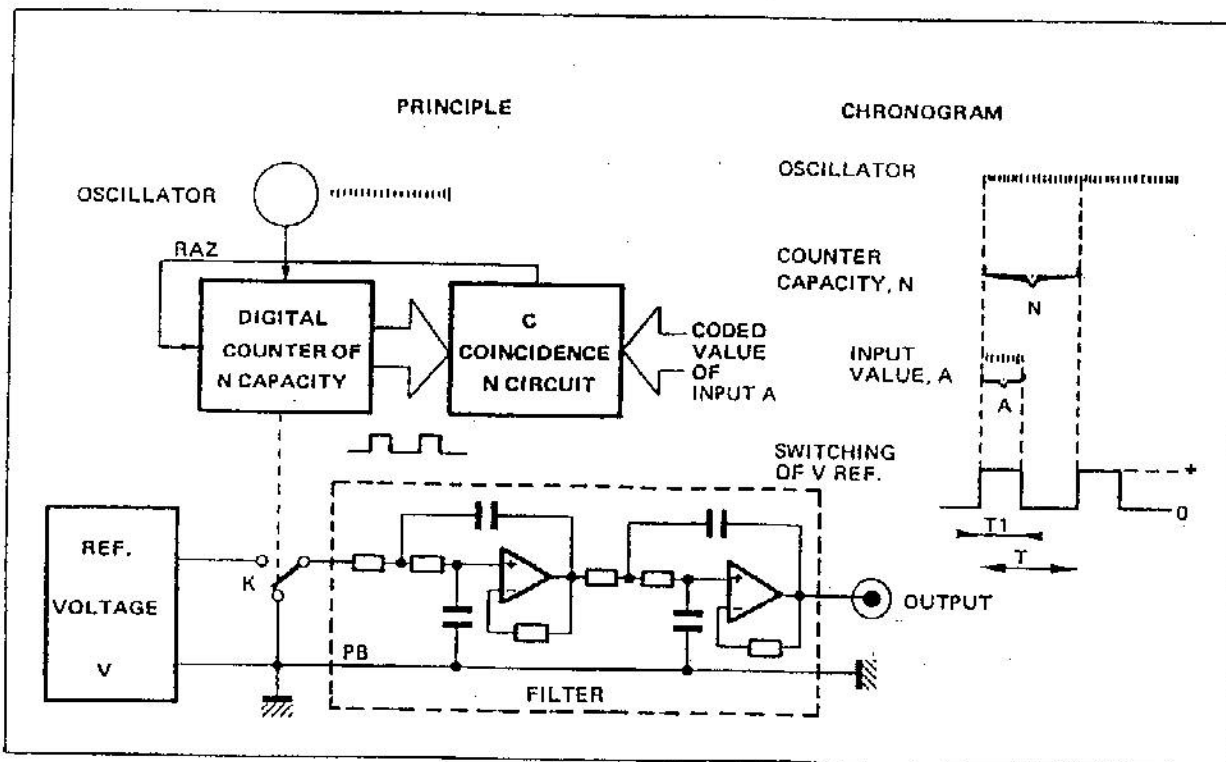 PRINCIPLE
CHRONOGRAM
OSCILLATOR
OSCILLATOR
RAZ
DIGITAL
COUNTER OF
N CAPACITY
C
COINCIDENCE
N CIRCUIT
CODED
VALUE
OF
INPUT A
COUNTER
CAPACITY, N
N
INPUT
VALUE, A
A
SWITCHING
OF V REF.
+
0
T1
T
REF.
VOLTAGE
V
K
+
-
+
-
PB
FILTER
OUTPUT